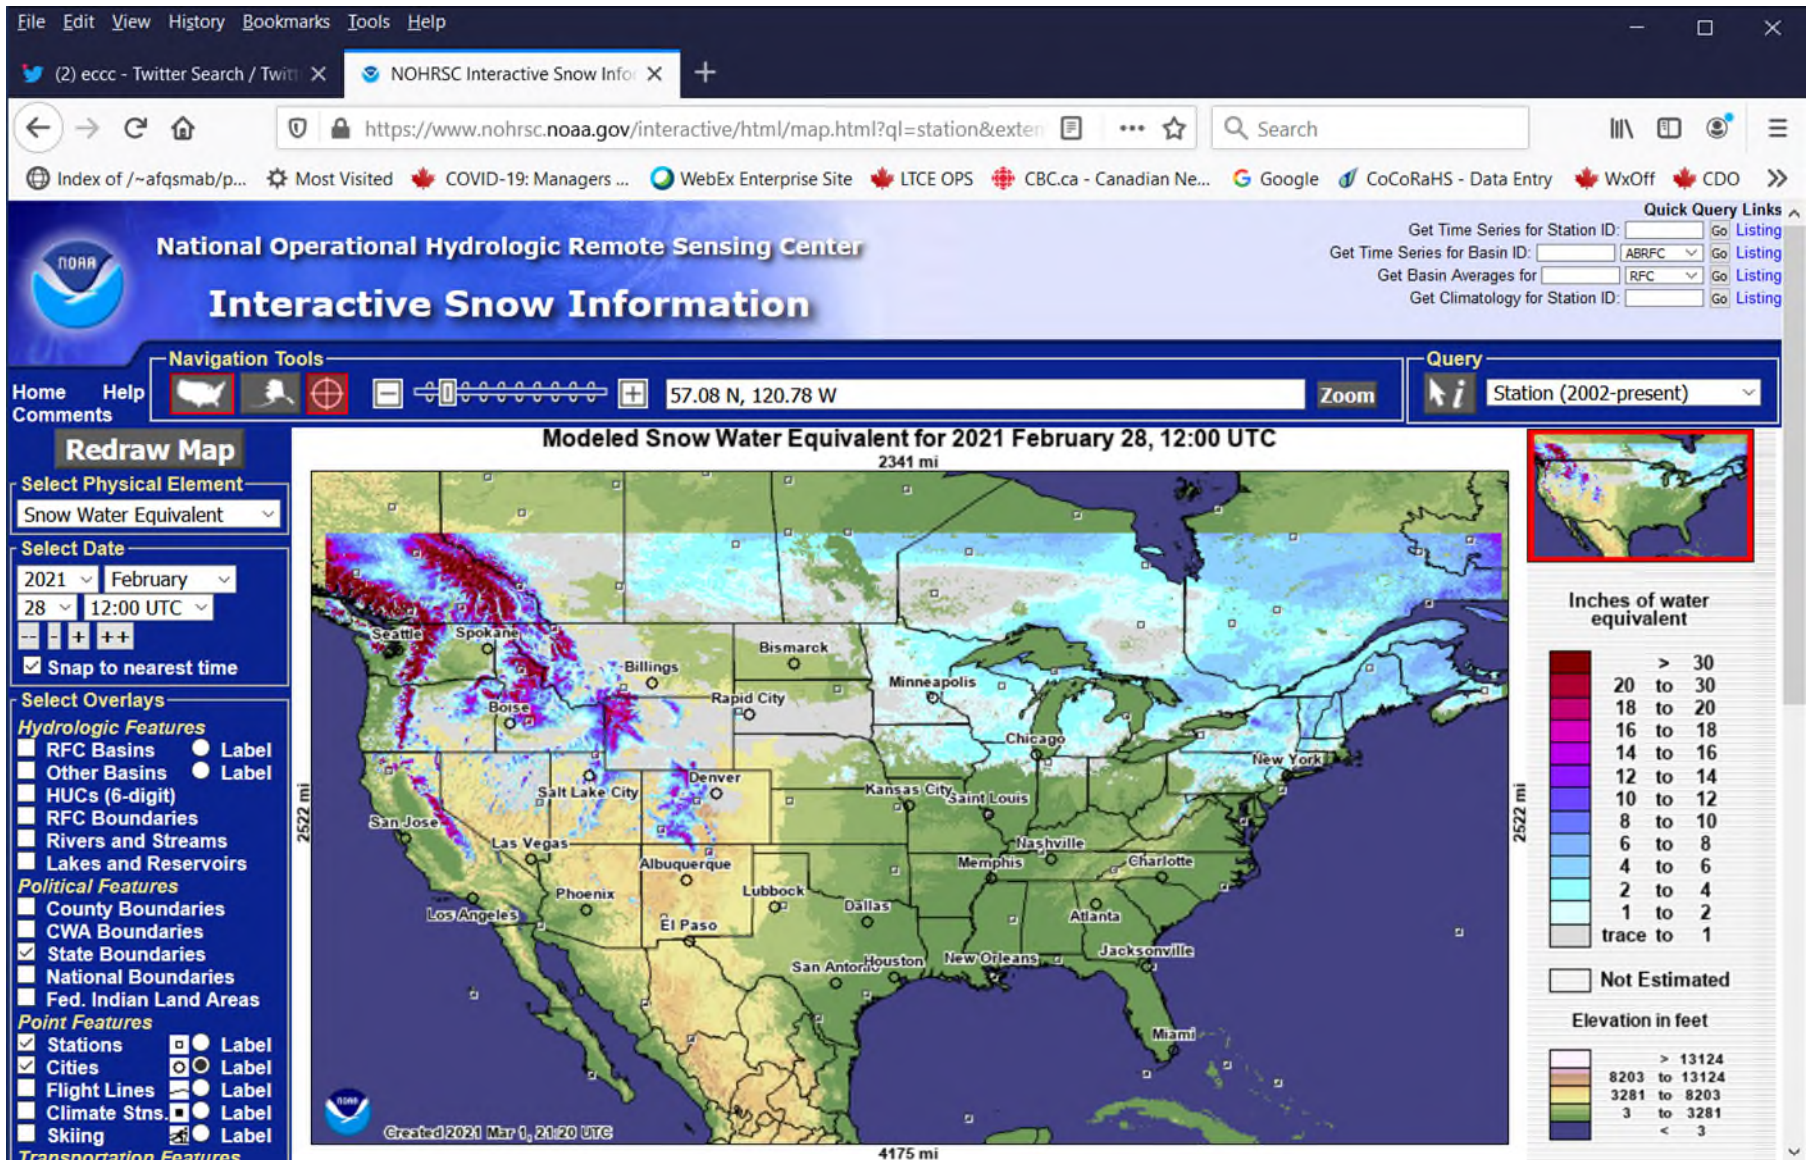 File Edit View History Bookmarks Tools Help
(2) eccc - Twitter Search / Twitt
NOHRSC Interactive Snow Infor
https://www.nohrsc.noaa.gov/interactive/html/map.html?ql=station&exten
Search
Index of /~afqsmab/p... Most Visited COVID-19: Managers ... WebEx Enterprise Site LTCE OPS CBC.ca - Canadian Ne... Google CoCoRaHS - Data Entry WxOff CDO
NOAA
National Operational Hydrologic Remote Sensing Center
Interactive Snow Information
Quick Query Links
Get Time Series for Station ID: Go Listing
Get Time Series for Basin ID: ABRFC Go Listing
Get Basin Averages for RFC Go Listing
Get Climatology for Station ID: Go Listing
Home Help
Comments
Navigation Tools
57.08 N, 120.78 W
Zoom
Query
Station (2002-present)
Redraw Map
Select Physical Element
Snow Water Equivalent
Select Date
2021 February
28 12:00 UTC
-- - + ++
Snap to nearest time
Select Overlays
Hydrologic Features
RFC Basins Label
Other Basins Label
HUCs (6-digit)
RFC Boundaries
Rivers and Streams
Lakes and Reservoirs
Political Features
County Boundaries
CWA Boundaries
State Boundaries
National Boundaries
Fed. Indian Land Areas
Point Features
Stations Label
Cities Label
Flight Lines Label
Climate Stns. Label
Skiing Label
Transportation Features
Modeled Snow Water Equivalent for 2021 February 28, 12:00 UTC
2341 mi
2522 mi
Seattle
Spokane
Bismarck
Billings
Minneapolis
Rapid City
Boise
Chicago
New York
Denver
Salt Lake City
Kansas City
Saint Louis
San Jose
Las Vegas
Nashville
Albuquerque
Memphis
Charlotte
Phoenix
Lubbock
Dallas
Los Angeles
El Paso
Atlanta
San Antonio
Houston
New Orleans
Jacksonville
Miami
NOAA
Created 2021 Mar 1, 21:20 UTC
4175 mi
2522 mi
Inches of water
equivalent
> 30
20 to 30
18 to 20
16 to 18
14 to 16
12 to 14
10 to 12
8 to 10
6 to 8
4 to 6
2 to 4
1 to 2
trace to 1
Not Estimated
Elevation in feet
> 13124
8203 to 13124
3281 to 8203
3 to 3281
< 3